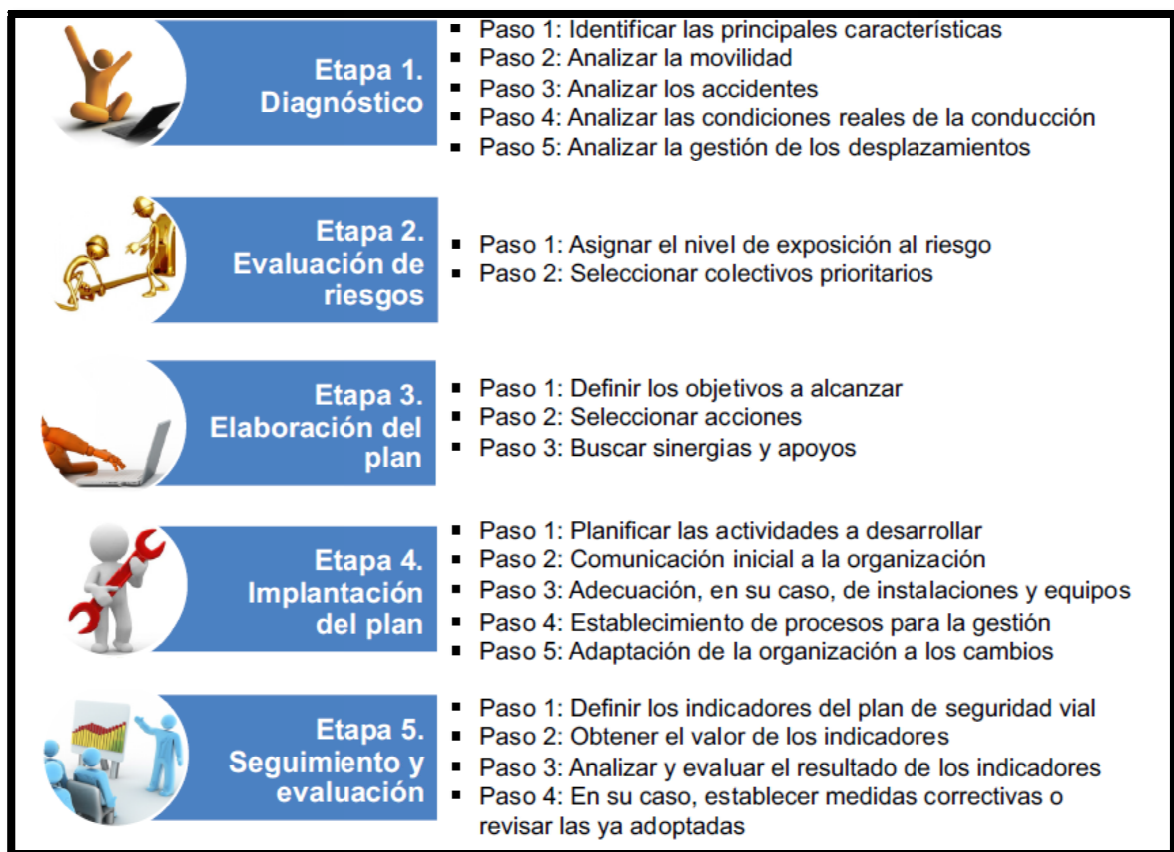 Etapa 1.
Diagnóstico
▪ Paso 1: Identificar las principales características
▪ Paso 2: Analizar la movilidad
▪ Paso 3: Analizar los accidentes
▪ Paso 4: Analizar las condiciones reales de la conducción
▪ Paso 5: Analizar la gestión de los desplazamientos
Etapa 2.
Evaluación de
riesgos
▪ Paso 1: Asignar el nivel de exposición al riesgo
▪ Paso 2: Seleccionar colectivos prioritarios
Etapa 3.
Elaboración del
plan
▪ Paso 1: Definir los objetivos a alcanzar
▪ Paso 2: Seleccionar acciones
▪ Paso 3: Buscar sinergias y apoyos
Etapa 4.
Implantación
del plan
▪ Paso 1: Planificar las actividades a desarrollar
▪ Paso 2: Comunicación inicial a la organización
▪ Paso 3: Adecuación, en su caso, de instalaciones y equipos
▪ Paso 4: Establecimiento de procesos para la gestión
▪ Paso 5: Adaptación de la organización a los cambios
Etapa 5.
Seguimiento y
evaluación
▪ Paso 1: Definir los indicadores del plan de seguridad vial
▪ Paso 2: Obtener el valor de los indicadores
▪ Paso 3: Analizar y evaluar el resultado de los indicadores
▪ Paso 4: En su caso, establecer medidas correctivas o
revisar las ya adoptadas